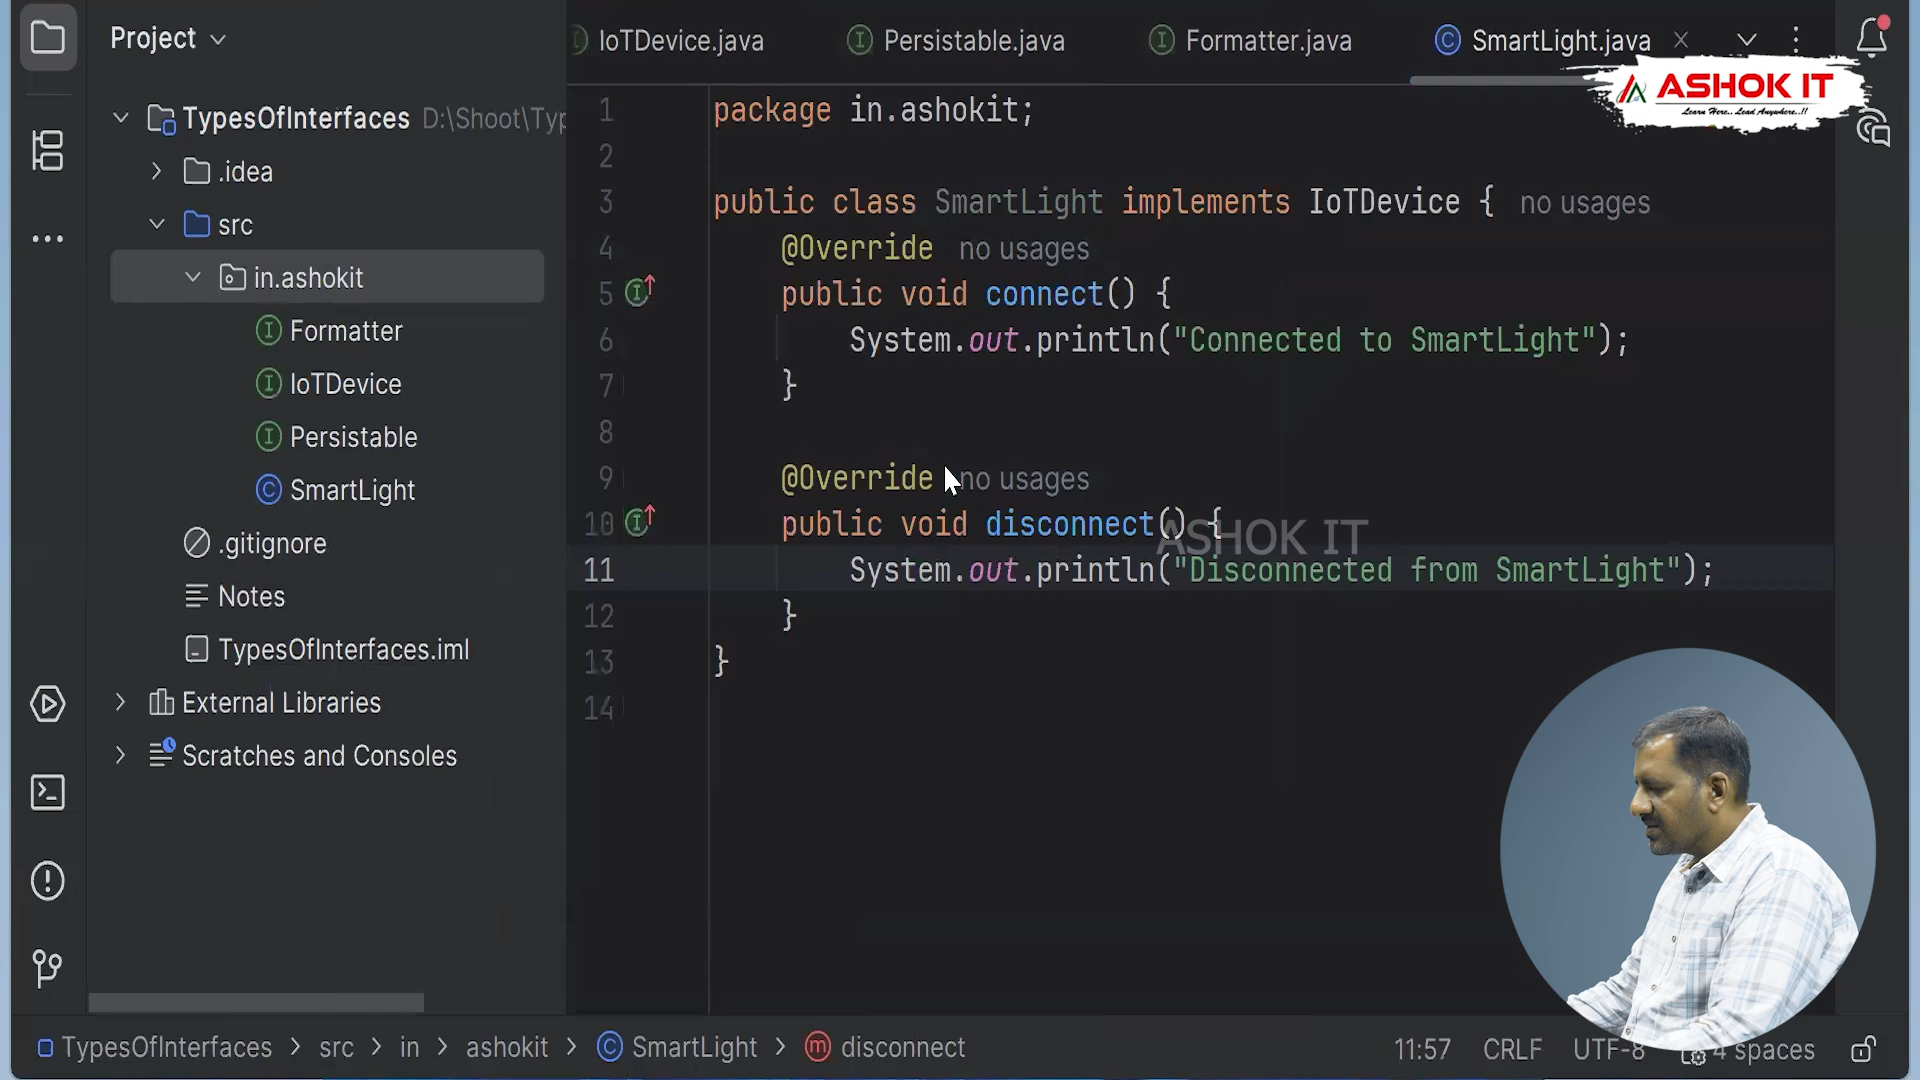 Project
IoTDevice.java
Persistable.java
Formatter.java
SmartLight.java
ASHOK IT
Learn Here.. Lead Anywhere..!!
TypesOfInterfaces D:\Shoot\Typ
.idea
src
in.ashokit
Formatter
IoTDevice
Persistable
SmartLight
.gitignore
Notes
TypesOfInterfaces.iml
External Libraries
Scratches and Consoles
1 package in.ashokit;
2
3 public class SmartLight implements IoTDevice { no usages
4 @Override no usages
5 public void connect() {
6 System.out.println("Connected to SmartLight");
7 }
8
9 @Override no usages
10 public void disconnect() {
ASHOK IT
11 System.out.println("Disconnected from SmartLight");
12 }
13 }
14
TypesOfInterfaces > src > in > ashokit > SmartLight > disconnect
11:57 CRLF UTF-8 4 spaces